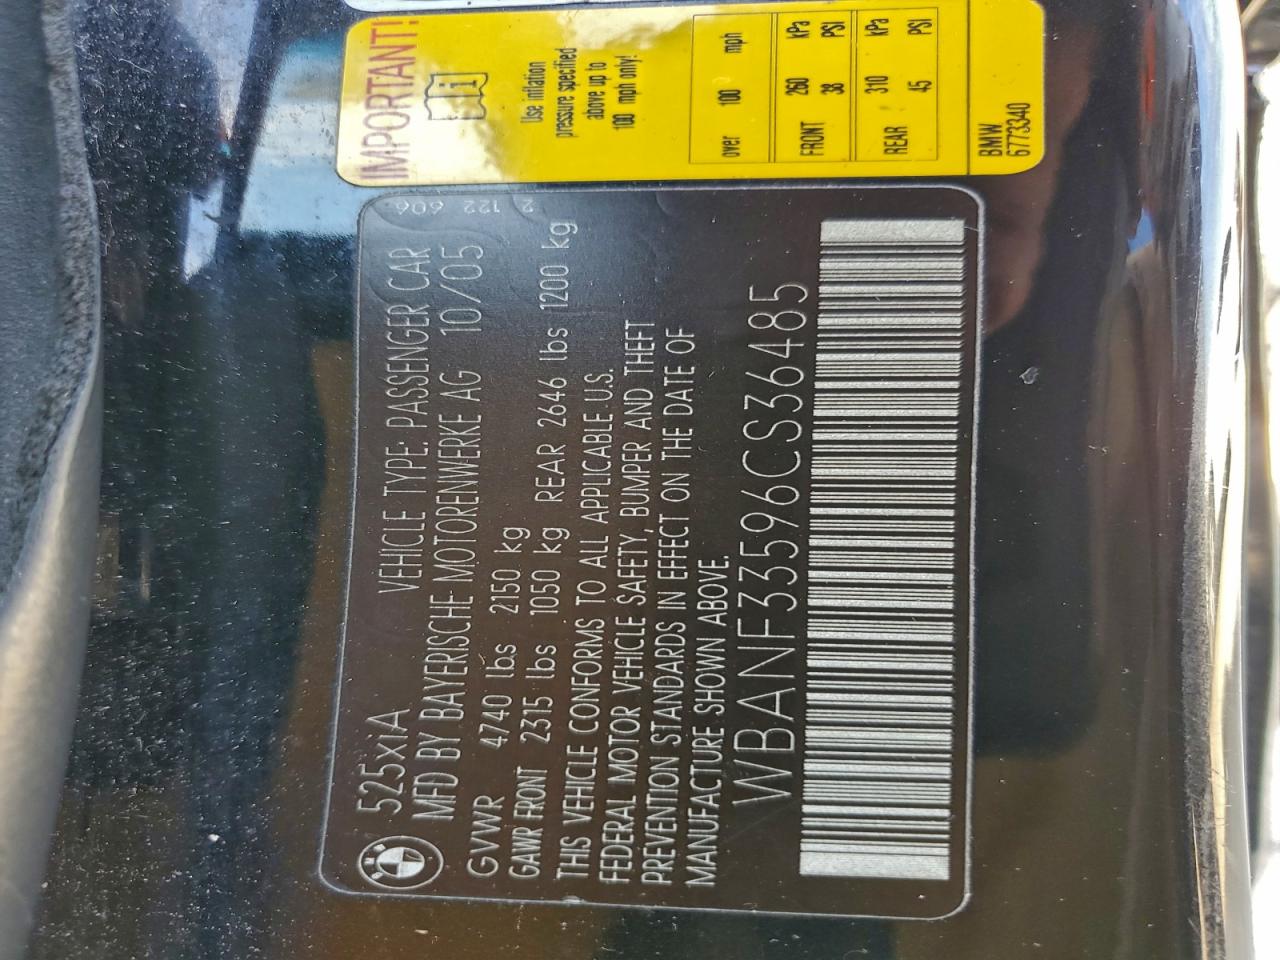 525xiA VEHICLE TYPE: PASSENGER CAR
MFD BY BAYERISCHE MOTORENWERKE AG 10/05
GVWR 4740 lbs 2150 kg
GAWR FRONT 2315 lbs 1050 kg REAR 2646 lbs 1200 kg
THIS VEHICLE CONFORMS TO ALL APPLICABLE U.S.
FEDERAL MOTOR VEHICLE SAFETY, BUMPER AND THEFT
PREVENTION STANDARDS IN EFFECT ON THE DATE OF
MANUFACTURE SHOWN ABOVE.
WBANF33596CS36485
2 122 606
IMPORTANT!
i
Use inflation
pressure specified
above up to
100 mph only!
over 100 mph
FRONT 260 kPa
38 PSI
REAR 310 kPa
45 PSI
BMW
6773340